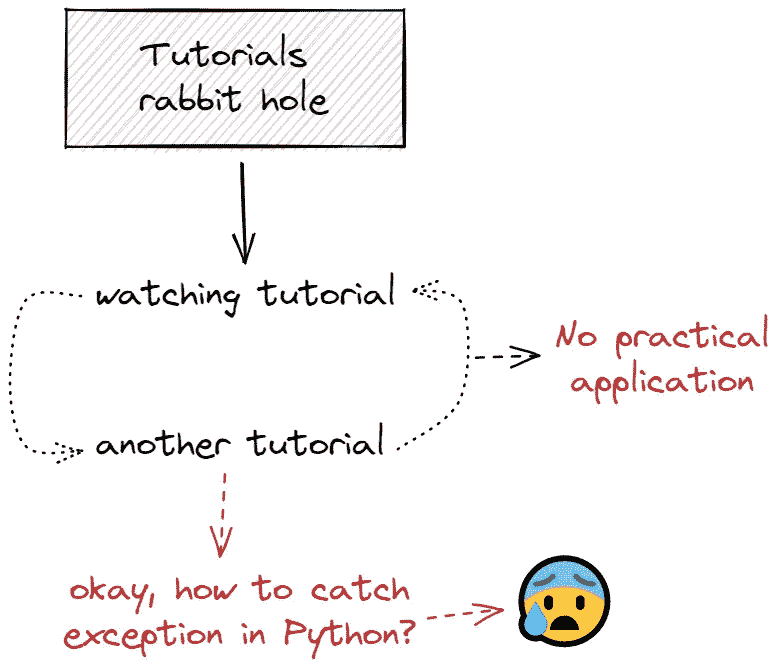 Tutorials
rabbit hole
watching tutorial
No practical
application
another tutorial
okay, how to catch
exception in Python?